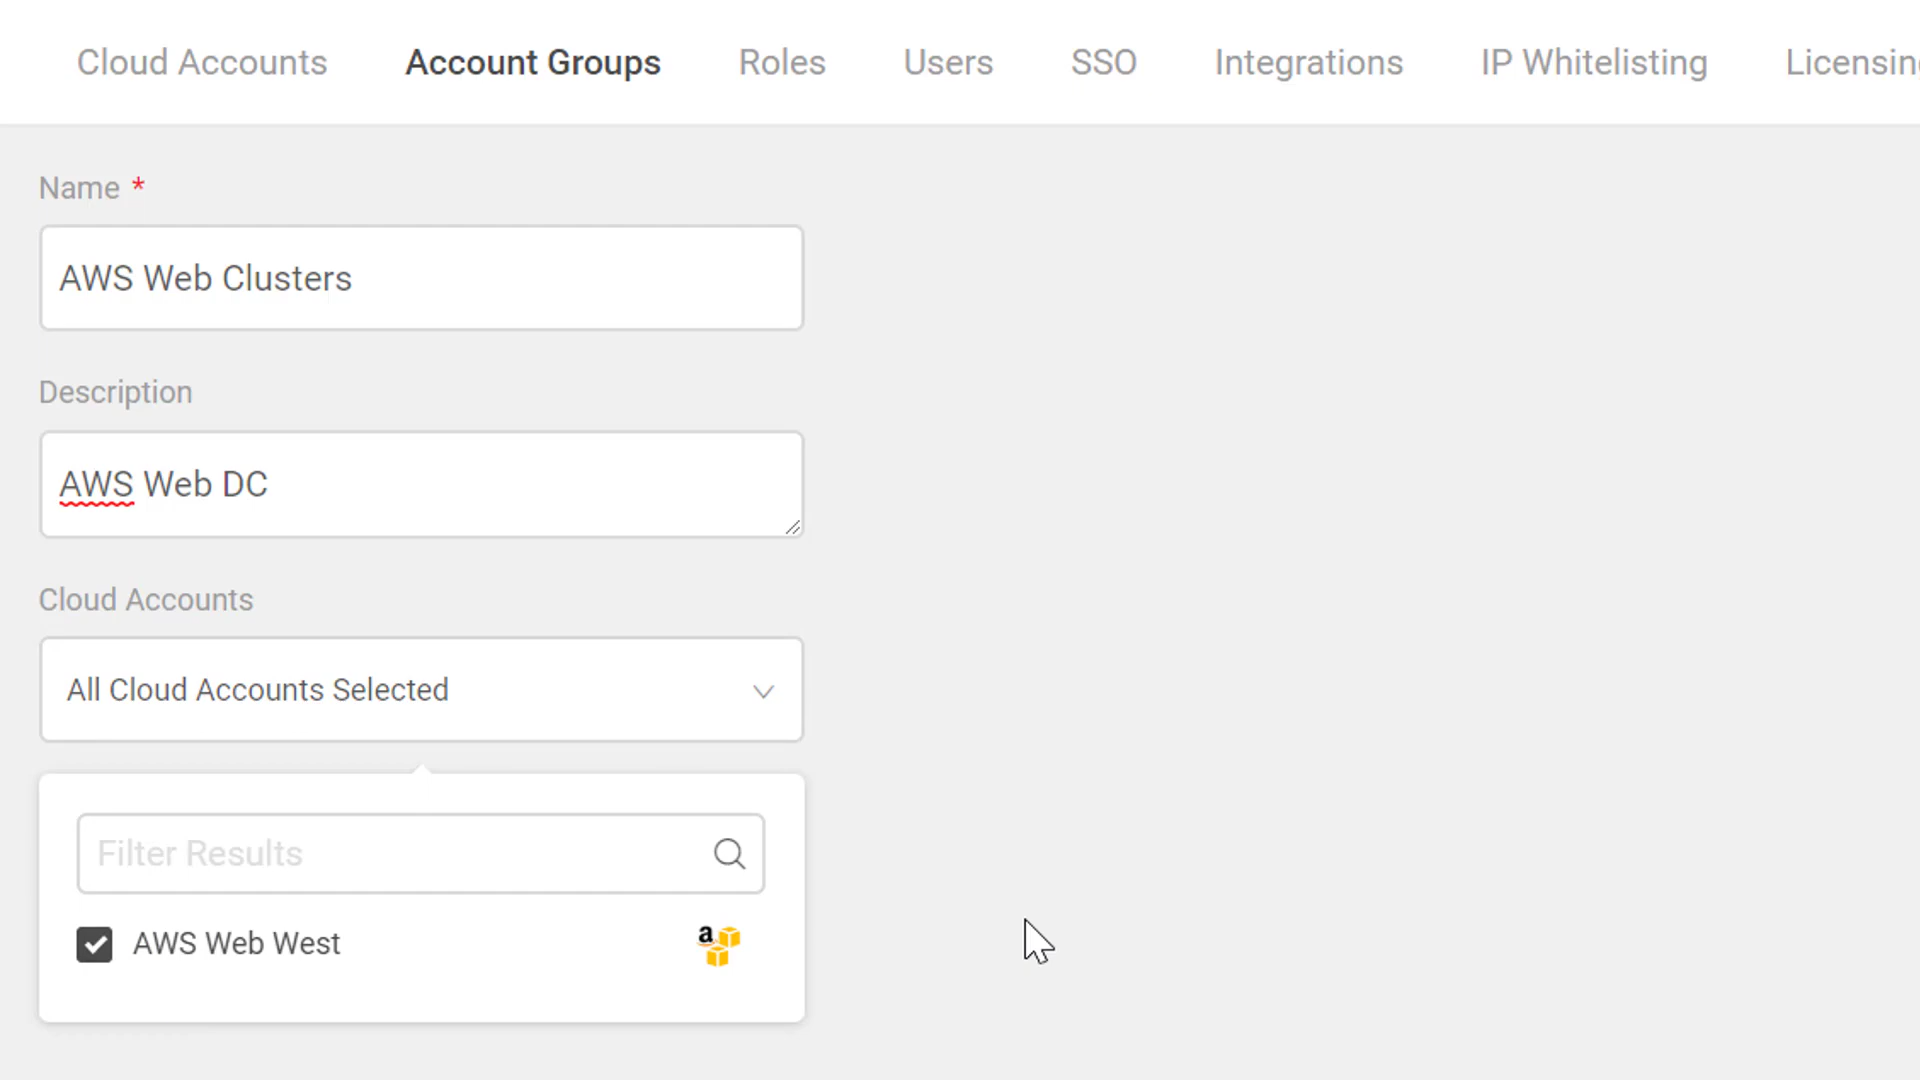 Cloud Accounts Account Groups Roles Users SSO Integrations IP Whitelisting Licensin
Name *
AWS Web Clusters
Description
AWS Web DC
Cloud Accounts
All Cloud Accounts Selected
Filter Results
AWS Web West
a